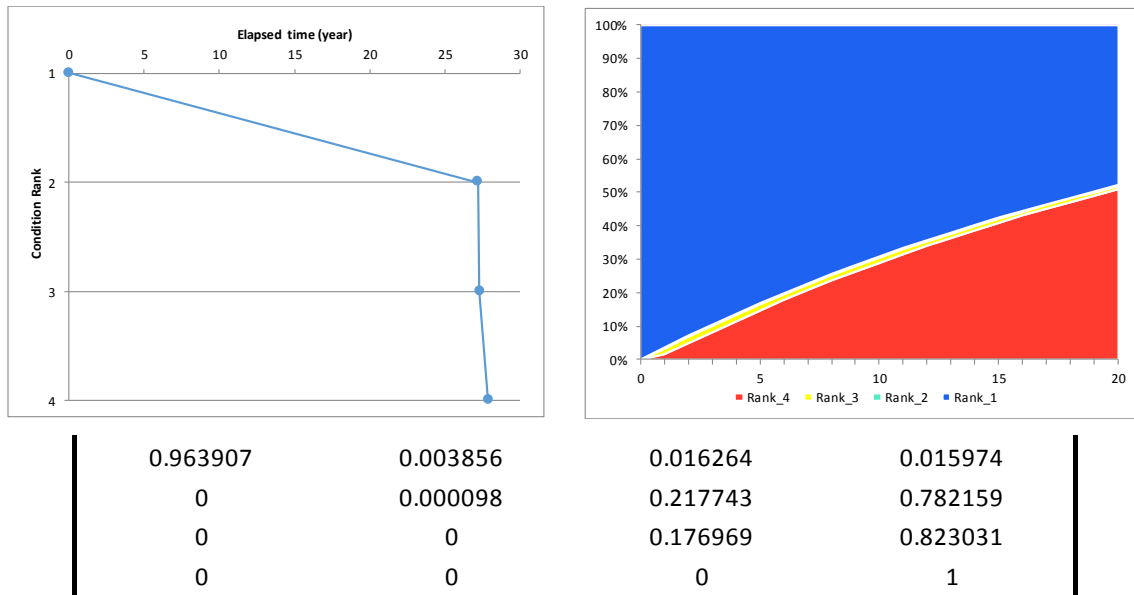 Elapsed time (year)
0 5 10 15 20 25 30
1
2
3
4
Condition Rank
100%
90%
80%
70%
60%
50%
40%
30%
20%
10%
0%
0 5 10 15 20
Rank_4 Rank_3 Rank_2 Rank_1
0.963907 0.003856 0.016264 0.015974
0 0.000098 0.217743 0.782159
0 0 0.176969 0.823031
0 0 0 1